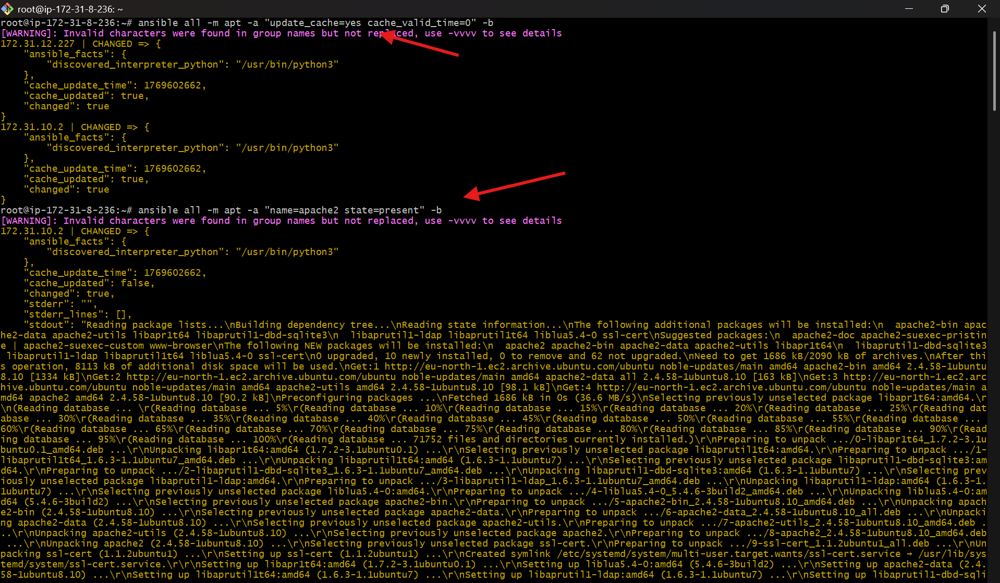 root@ip-172-31-8-236: ~
root@ip-172-31-8-236:~# ansible all -m apt -a "update_cache=yes cache_valid_time=0" -b
[WARNING]: Invalid characters were found in group names but not replaced, use -vvvv to see details
172.31.12.227 | CHANGED => {
    "ansible_facts": {
        "discovered_interpreter_python": "/usr/bin/python3"
    },
    "cache_update_time": 1769602662,
    "cache_updated": true,
    "changed": true
}
172.31.10.2 | CHANGED => {
    "ansible_facts": {
        "discovered_interpreter_python": "/usr/bin/python3"
    },
    "cache_update_time": 1769602662,
    "cache_updated": true,
    "changed": true
}
root@ip-172-31-8-236:~# ansible all -m apt -a "name=apache2 state=present" -b
[WARNING]: Invalid characters were found in group names but not replaced, use -vvvv to see details
172.31.10.2 | CHANGED => {
    "ansible_facts": {
        "discovered_interpreter_python": "/usr/bin/python3"
    },
    "cache_update_time": 1769602662,
    "cache_updated": false,
    "changed": true,
    "stderr": "",
    "stderr_lines": [],
    "stdout": "Reading package lists...\nBuilding dependency tree...\nReading state information...\nThe following additional packages will be installed:\n  apache2-bin apac
he2-data apache2-utils libapr1t64 libaprutil1-dbd-sqlite3\n  libaprutil1-ldap libaprutil1t64 liblua5.4-0 ssl-cert\nSuggested packages:\n  apache2-doc apache2-suexec-pristin
e | apache2-suexec-custom www-browser\nThe following NEW packages will be installed:\n  apache2 apache2-bin apache2-data apache2-utils libapr1t64\n  libaprutil1-dbd-sqlite3
 libaprutil1-ldap libaprutil1t64 liblua5.4-0 ssl-cert\n0 upgraded, 10 newly installed, 0 to remove and 62 not upgraded.\nNeed to get 1686 kB/2090 kB of archives.\nAfter thi
s operation, 8113 kB of additional disk space will be used.\nGet:1 http://eu-north-1.ec2.archive.ubuntu.com/ubuntu noble-updates/main amd64 apache2-bin amd64 2.4.58-1ubuntu
8.10 [1334 kB]\nGet:2 http://eu-north-1.ec2.archive.ubuntu.com/ubuntu noble-updates/main amd64 apache2-data all 2.4.58-1ubuntu8.10 [163 kB]\nGet:3 http://eu-north-1.ec2.arc
hive.ubuntu.com/ubuntu noble-updates/main amd64 apache2-utils amd64 2.4.58-1ubuntu8.10 [98.1 kB]\nGet:4 http://eu-north-1.ec2.archive.ubuntu.com/ubuntu noble-updates/main a
md64 apache2 amd64 2.4.58-1ubuntu8.10 [90.2 kB]\nPreconfiguring packages ...\nFetched 1686 kB in 0s (36.6 MB/s)\nSelecting previously unselected package libapr1t64:amd64.\r
\n(Reading database ... \r(Reading database ... 5%\r(Reading database ... 10%\r(Reading database ... 15%\r(Reading database ... 20%\r(Reading database ... 25%\r(Reading dat
abase ... 30%\r(Reading database ... 35%\r(Reading database ... 40%\r(Reading database ... 45%\r(Reading database ... 50%\r(Reading database ... 55%\r(Reading database ...
60%\r(Reading database ... 65%\r(Reading database ... 70%\r(Reading database ... 75%\r(Reading database ... 80%\r(Reading database ... 85%\r(Reading database ... 90%\r(Read
ing database ... 95%\r(Reading database ... 100%\r(Reading database ... 71752 files and directories currently installed.)\r\nPreparing to unpack .../0-libapr1t64_1.7.2-3.1u
buntu0.1_amd64.deb ...\r\nUnpacking libapr1t64:amd64 (1.7.2-3.1ubuntu0.1) ...\r\nSelecting previously unselected package libaprutil1t64:amd64.\r\nPreparing to unpack .../1-
libaprutil1t64_1.6.3-1.1ubuntu7_amd64.deb ...\r\nUnpacking libaprutil1t64:amd64 (1.6.3-1.1ubuntu7) ...\r\nSelecting previously unselected package libaprutil1-dbd-sqlite3:am
d64.\r\nPreparing to unpack .../2-libaprutil1-dbd-sqlite3_1.6.3-1.1ubuntu7_amd64.deb ...\r\nUnpacking libaprutil1-dbd-sqlite3:amd64 (1.6.3-1.1ubuntu7) ...\r\nSelecting prev
iously unselected package libaprutil1-ldap:amd64.\r\nPreparing to unpack .../3-libaprutil1-ldap_1.6.3-1.1ubuntu7_amd64.deb ...\r\nUnpacking libaprutil1-ldap:amd64 (1.6.3-1.
1ubuntu7) ...\r\nSelecting previously unselected package liblua5.4-0:amd64.\r\nPreparing to unpack .../4-liblua5.4-0_5.4.6-3build2_amd64.deb ...\r\nUnpacking liblua5.4-0:am
d64 (5.4.6-3build2) ...\r\nSelecting previously unselected package apache2-bin.\r\nPreparing to unpack .../5-apache2-bin_2.4.58-1ubuntu8.10_amd64.deb ...\r\nUnpacking apach
e2-bin (2.4.58-1ubuntu8.10) ...\r\nSelecting previously unselected package apache2-data.\r\nPreparing to unpack .../6-apache2-data_2.4.58-1ubuntu8.10_all.deb ...\r\nUnpacki
ng apache2-data (2.4.58-1ubuntu8.10) ...\r\nSelecting previously unselected package apache2-utils.\r\nPreparing to unpack .../7-apache2-utils_2.4.58-1ubuntu8.10_amd64.deb .
..\r\nUnpacking apache2-utils (2.4.58-1ubuntu8.10) ...\r\nSelecting previously unselected package apache2.\r\nPreparing to unpack .../8-apache2_2.4.58-1ubuntu8.10_amd64.deb
 ...\r\nUnpacking apache2 (2.4.58-1ubuntu8.10) ...\r\nSelecting previously unselected package ssl-cert.\r\nPreparing to unpack .../9-ssl-cert_1.1.2ubuntu1_all.deb ...\r\nUn
packing ssl-cert (1.1.2ubuntu1) ...\r\nSetting up ssl-cert (1.1.2ubuntu1) ...\r\nCreated symlink /etc/systemd/system/multi-user.target.wants/ssl-cert.service → /usr/lib/sys
temd/system/ssl-cert.service.\r\r\nSetting up libapr1t64:amd64 (1.7.2-3.1ubuntu0.1) ...\r\nSetting up liblua5.4-0:amd64 (5.4.6-3build2) ...\r\nSetting up apache2-data (2.4.
58-1ubuntu8.10) ...\r\nSetting up libaprutil1t64:amd64 (1.6.3-1.1ubuntu7) ...\r\nSetting up libaprutil1-ldap:amd64 (1.6.3-1.1ubuntu7) ...\r\nSetting up libaprutil1-dbd-sqli